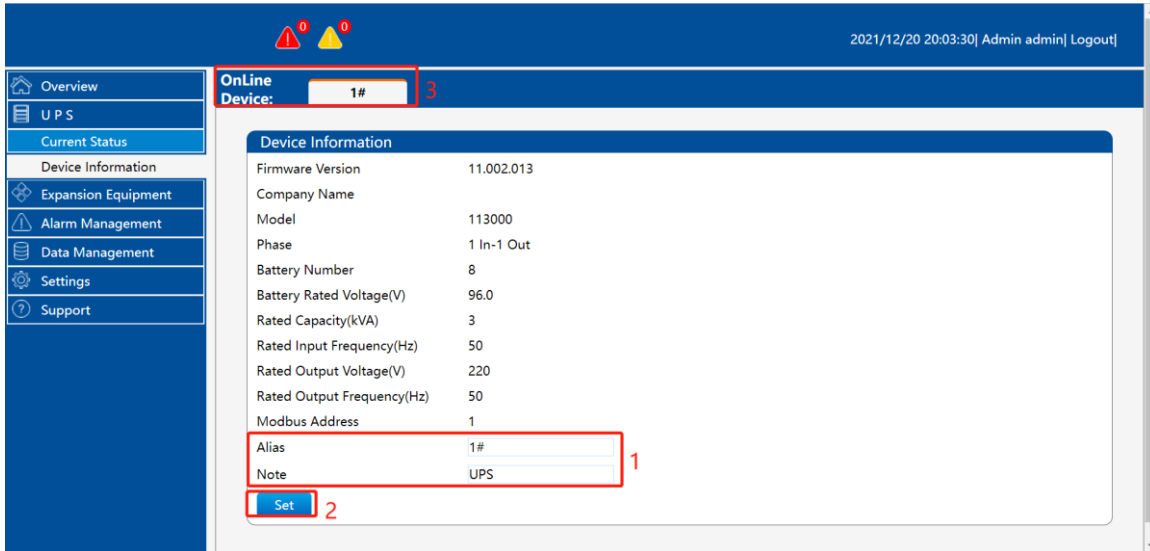 0 0
2021/12/20 20:03:30| Admin admin| Logout|
Overview
UPS
Current Status
Device Information
Expansion Equipment
Alarm Management
Data Management
Settings
Support
OnLine
Device:
1#
3
Device Information
Firmware Version 11.002.013
Company Name
Model 113000
Phase 1 In-1 Out
Battery Number 8
Battery Rated Voltage(V) 96.0
Rated Capacity(kVA) 3
Rated Input Frequency(Hz) 50
Rated Output Voltage(V) 220
Rated Output Frequency(Hz) 50
Modbus Address 1
Alias 1#
Note UPS
1
Set
2